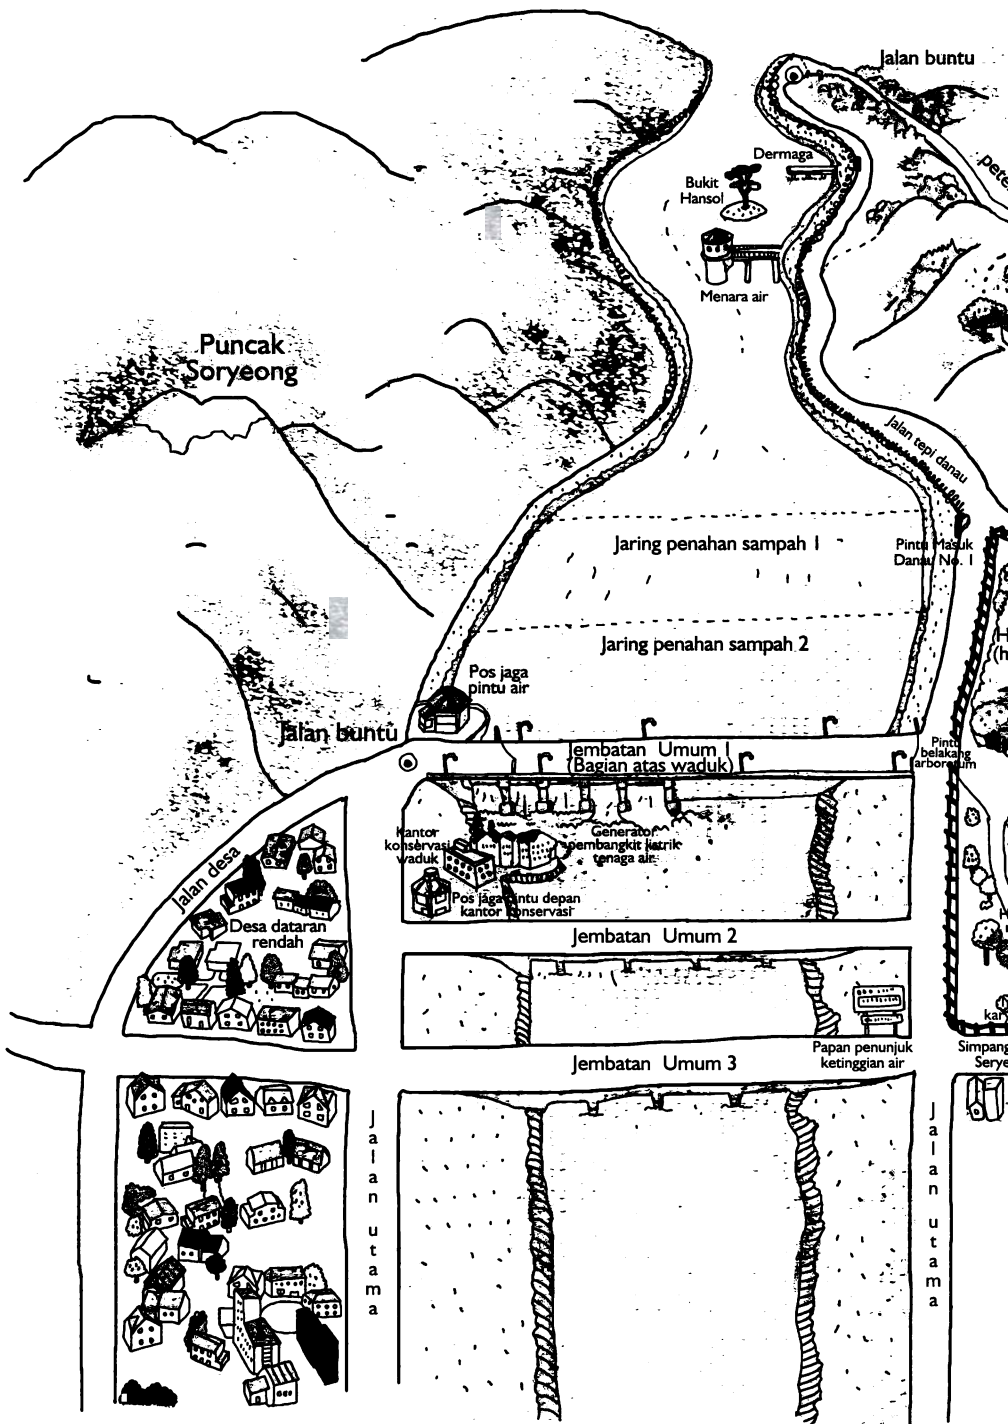 Jalan buntu
Dermaga
Bukit
Hansol
Menara air
Puncak
Soryeong
Jalan tepi danau
Jaring penahan sampah 1
Pintu Masuk
Danau No. 1
Jaring penahan sampah 2
Pos jaga
pintu air
Jalan buntu
Jembatan Umum 1
(Bagian atas waduk)
Pintu
belakang
arboretum
Kantor
konservasi
waduk
Generator
pembangkit listrik
tenaga air
Jalan desa
Pos jaga pintu depan
kantor konservasi
Desa dataran
rendah
Jembatan Umum 2
Papan penunjuk
ketinggian air
Simpang
Jembatan Umum 3
Jalan utama
Jalan utama